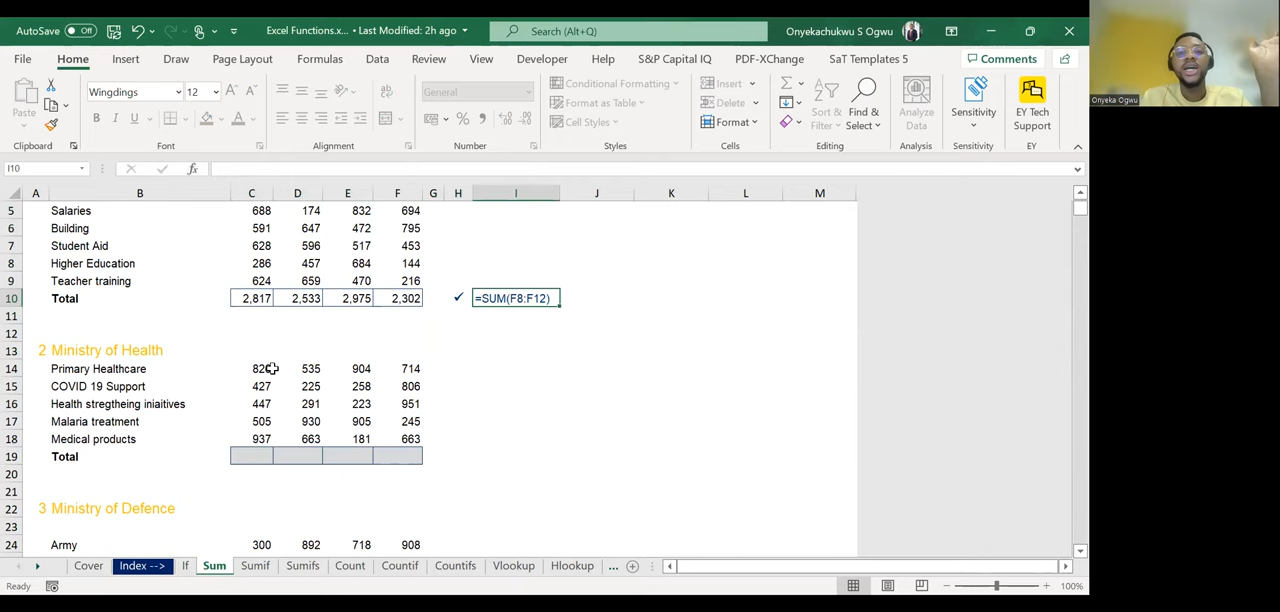 AutoSave Off Excel Functions.x... • Last Modified: 2h ago Search (Alt+Q) Onyekachukwu S Ogwu
File Home Insert Draw Page Layout Formulas Data Review View Developer Help S&P Capital IQ PDF-XChange SaT Templates 5 Comments
Onyeka Ogwu
Paste Wingdings 12 General Conditional Formatting Insert Sort & Find & Analyze Sensitivity EY Tech
B I U Format as Table Delete Filter Select Data Support
Cell Styles Format
Clipboard Font Alignment Number Styles Cells Editing Analysis Sensitivity EY
I10 fx
A B C D E F G H I J K L M
5 Salaries 688 174 832 694
6 Building 591 647 472 795
7 Student Aid 628 596 517 453
8 Higher Education 286 457 684 144
9 Teacher training 624 659 470 216
10 Total 2,817 2,533 2,975 2,302 ✓ =SUM(F8:F12)
11
12
13 2 Ministry of Health
14 Primary Healthcare 535 904 714
15 COVID 19 Support 427 225 258 806
16 Health stregtheing iniaitives 447 291 223 951
17 Malaria treatment 505 930 905 245
18 Medical products 937 663 181 663
19 Total
20
21
22 3 Ministry of Defence
23
24 Army 300 892 718 908
Cover Index --> If Sum Sumif Sumifs Count Countif Countifs Vlookup Hlookup ...
Ready 100%